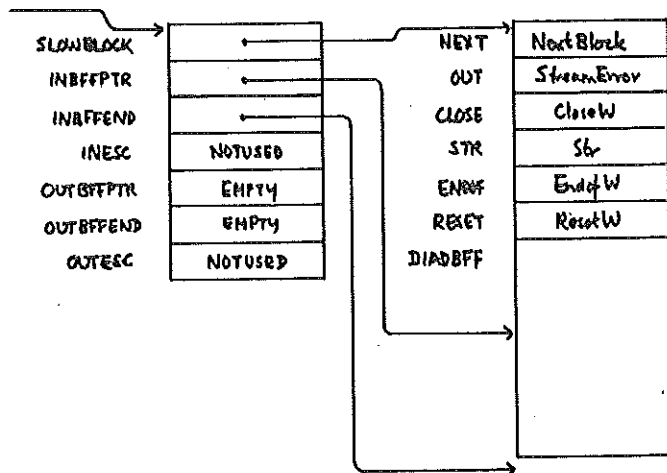 SLOWBLOCK
INBFFPTR
INBFFEND
INESC NOTUSED
OUTBFFPTR EMPTY
OUTBFFEND EMPTY
OUTESC NOTUSED
NEXT NextBlock
OUT StreamError
CLOSE CloseW
STR Str
ENDOF EndofW
RESET ResetW
DIADBFF